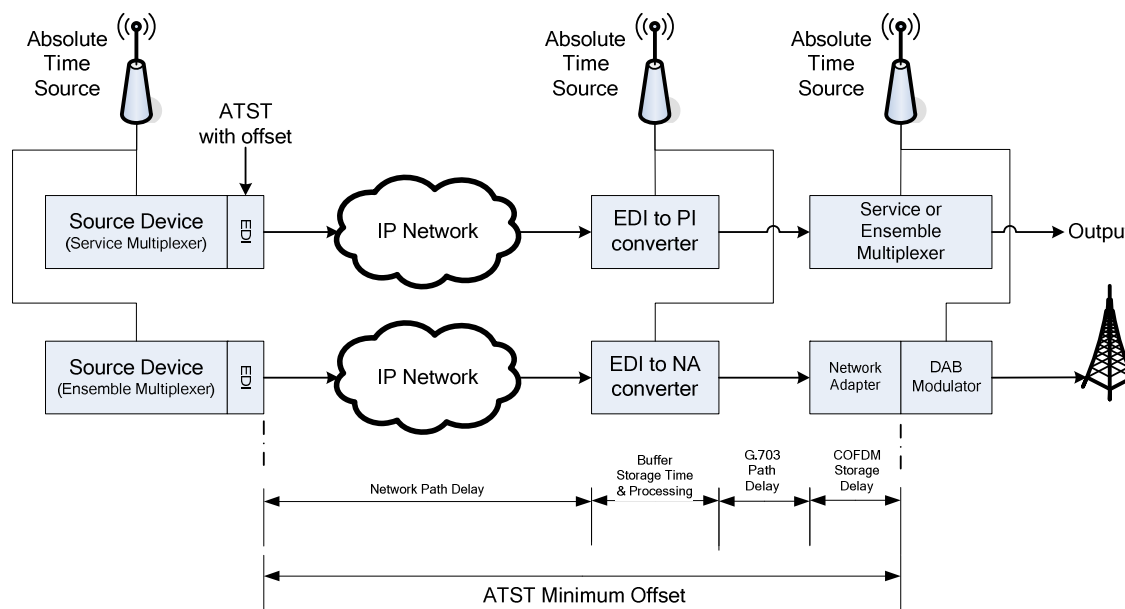 Absolute
Time
Source
Absolute
Time
Source
Absolute
Time
Source
ATST
with offset
Source Device
(Service Multiplexer)
EDI
IP Network
EDI to PI
converter
Service or
Ensemble
Multiplexer
Outpu
Source Device
(Ensemble Multiplexer)
EDI
IP Network
EDI to NA
converter
Network
Adapter
DAB
Modulator
Network Path Delay
Buffer
Storage Time
& Processing
G.703
Path
Delay
COFDM
Storage
Delay
ATST Minimum Offset